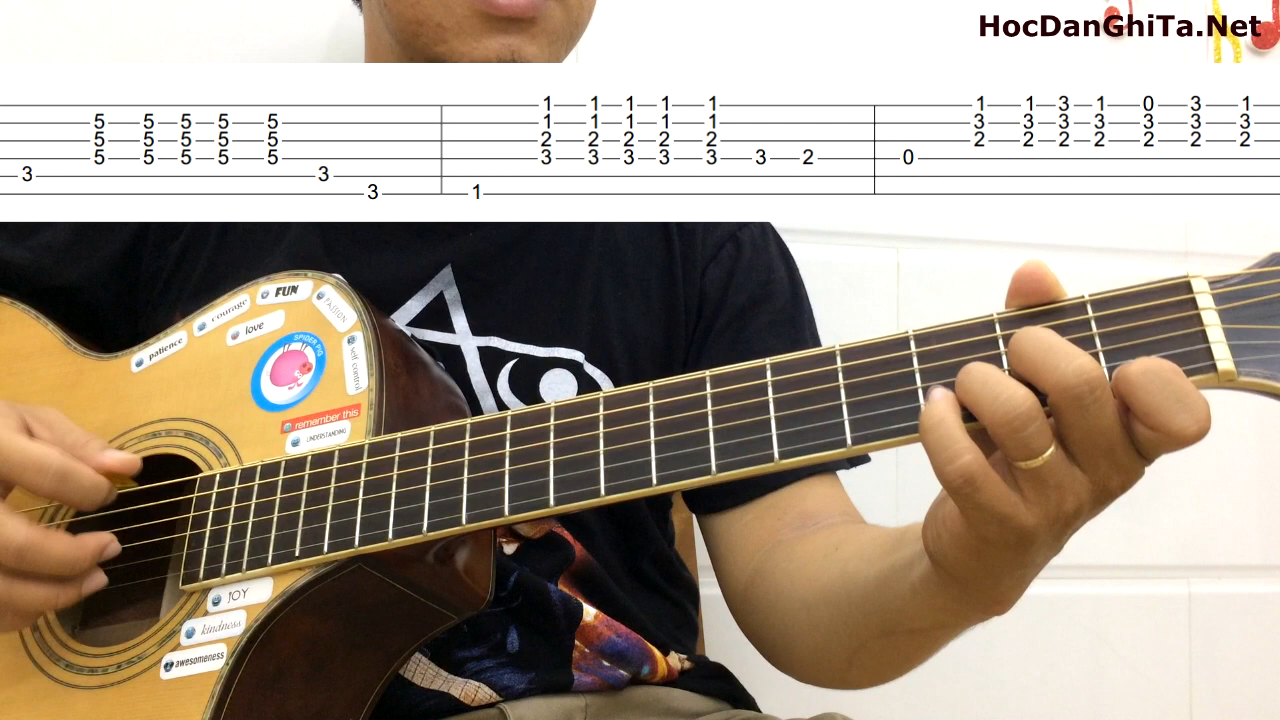 HocDanGhiTa.Net
1 1 1 1 1 1 1 3 1 0 3 1
5 5 5 5 5 1 1 1 1 1 3 3 3 3 3 3 3
5 5 5 5 5 2 2 2 2 2 2 2 2 2 2 2 2
5 5 5 5 5 3 3 3 3 3 3 2 0
3 3
3 1
FUN
courage
PASSION
love
patience
SPIDER PIG
self control
remember this
UNDERSTANDING
JOY
kindness
awesomeness